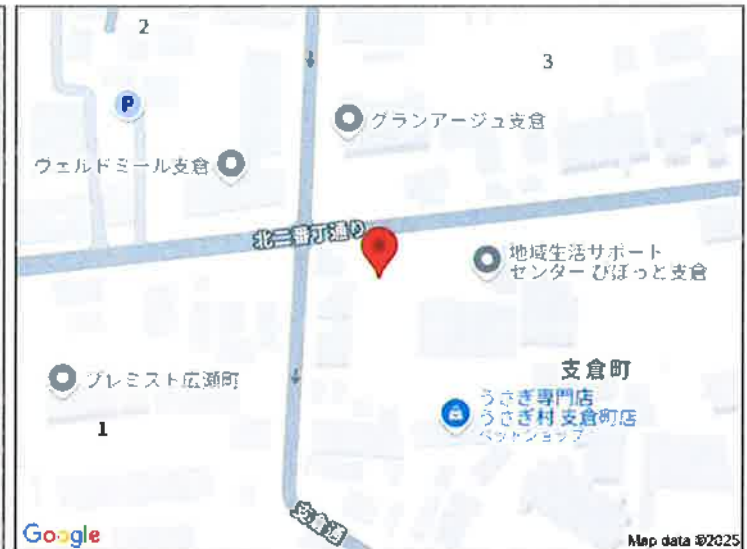 2
3
P
グランアージュ支倉
ヴェルドミール支倉
北二番丁通り
地域生活サポート
センター ぴぼっと支倉
プレミスト広瀬町
支倉町
うさぎ専門店
うさぎ村 支倉町店
ペットショップ
1
支倉通
Google
Map data ©2025